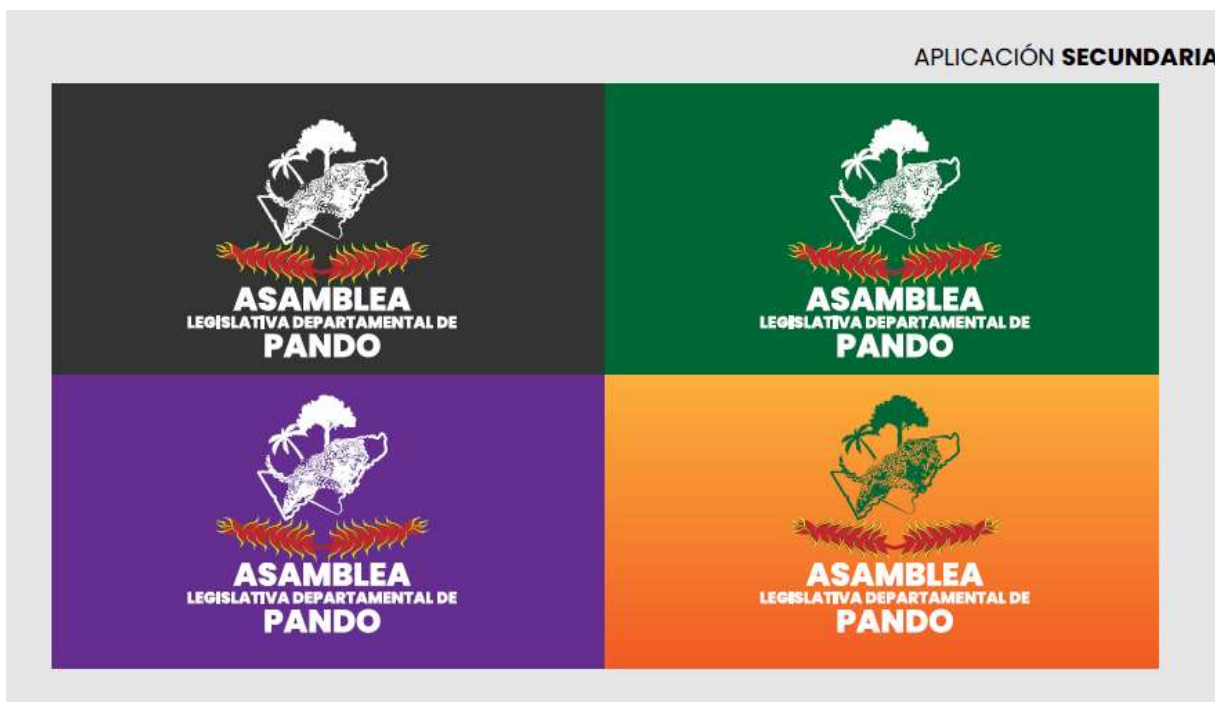 APLICACIÓN SECUNDARIA
ASAMBLEA
LEGISLATIVA DEPARTAMENTAL DE
PANDO
ASAMBLEA
LEGISLATIVA DEPARTAMENTAL DE
PANDO
ASAMBLEA
LEGISLATIVA DEPARTAMENTAL DE
PANDO
ASAMBLEA
LEGISLATIVA DEPARTAMENTAL DE
PANDO